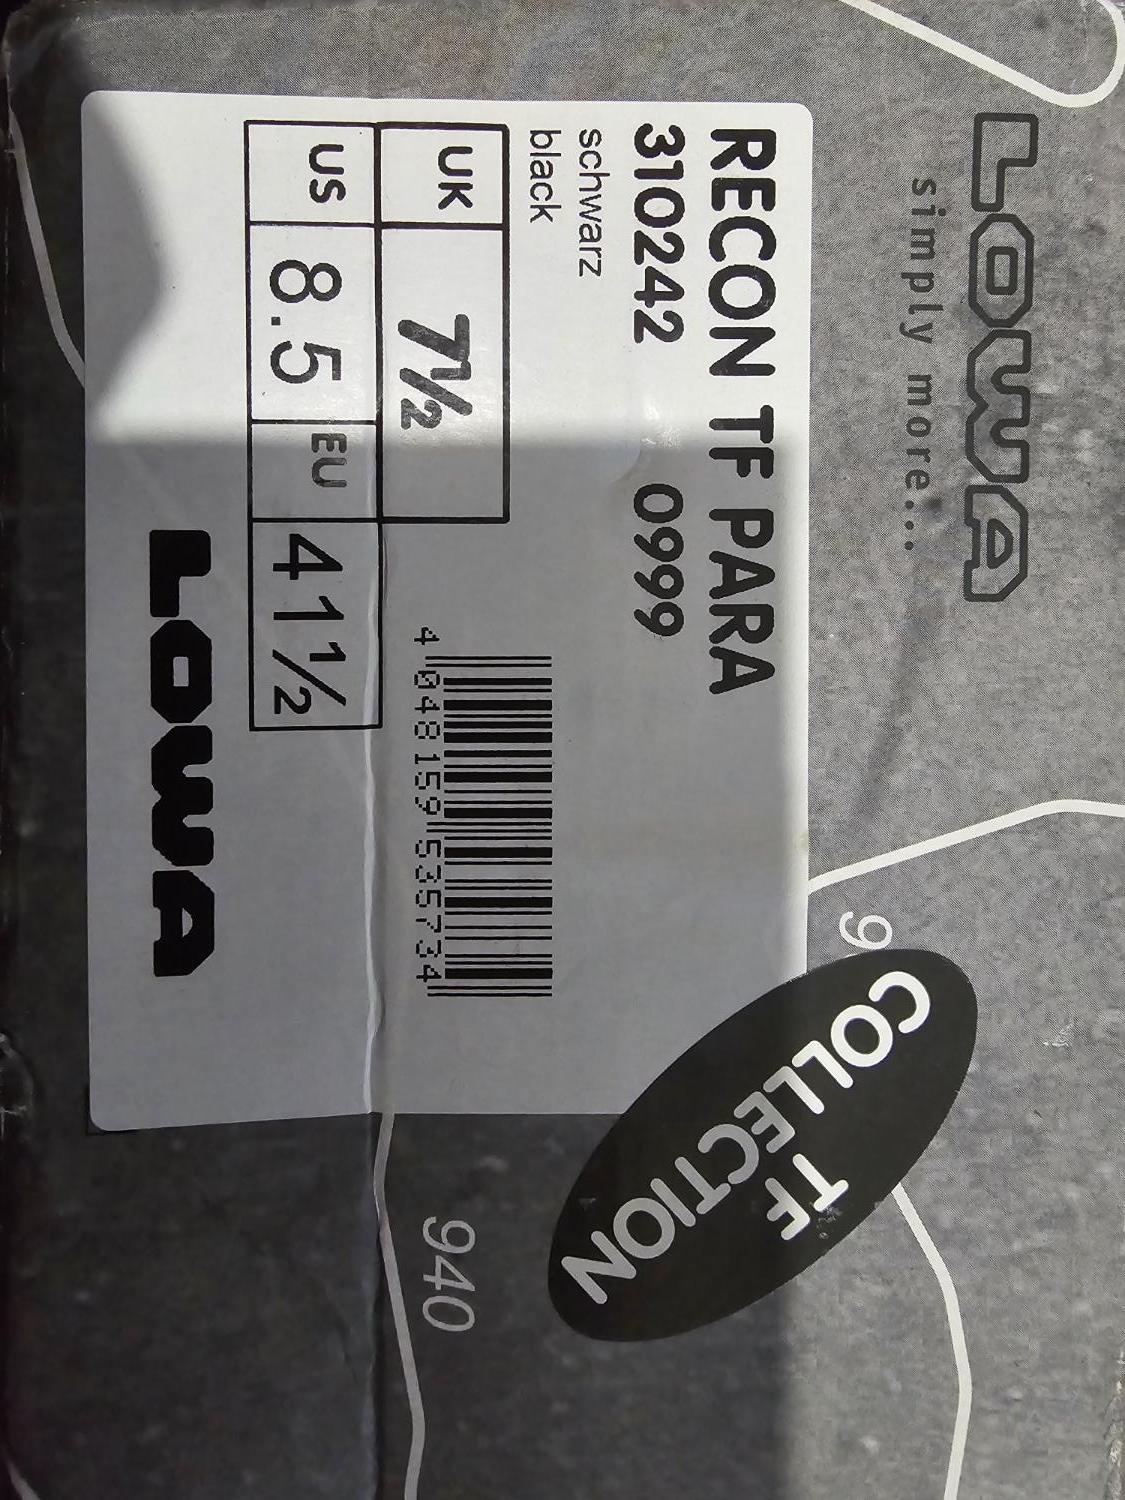 LOWA
simply more...
RECON TF PARA
310242 0999
schwarz
black
UK 7½
US 8.5 EU 41½
4 048159 535734
LOWA
9
TF
COLLECTION
940